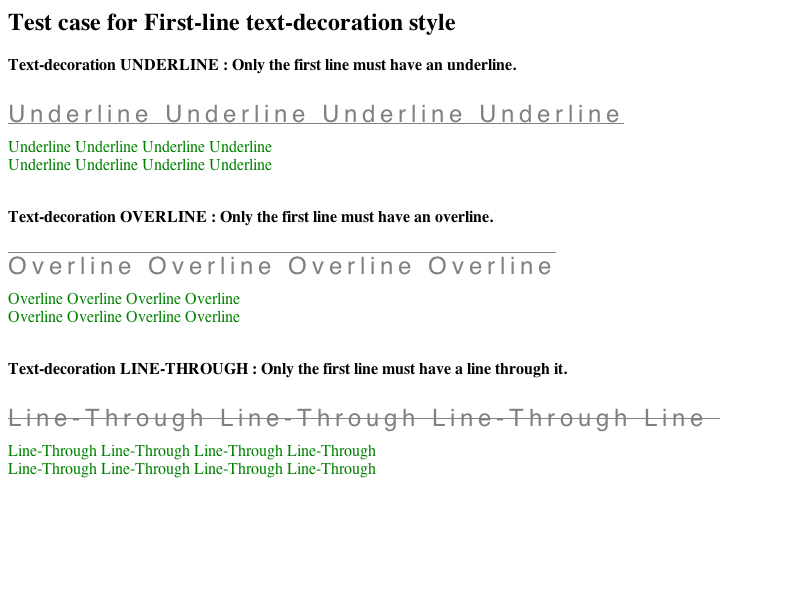 Test case for First-line text-decoration style
Text-decoration UNDERLINE : Only the first line must have an underline.
Underline Underline Underline Underline
Underline Underline Underline Underline
Underline Underline Underline Underline
Text-decoration OVERLINE : Only the first line must have an overline.
Overline Overline Overline Overline
Overline Overline Overline Overline
Overline Overline Overline Overline
Text-decoration LINE-THROUGH : Only the first line must have a line through it.
Line-Through Line-Through Line-Through Line
Line-Through Line-Through Line-Through Line-Through
Line-Through Line-Through Line-Through Line-Through